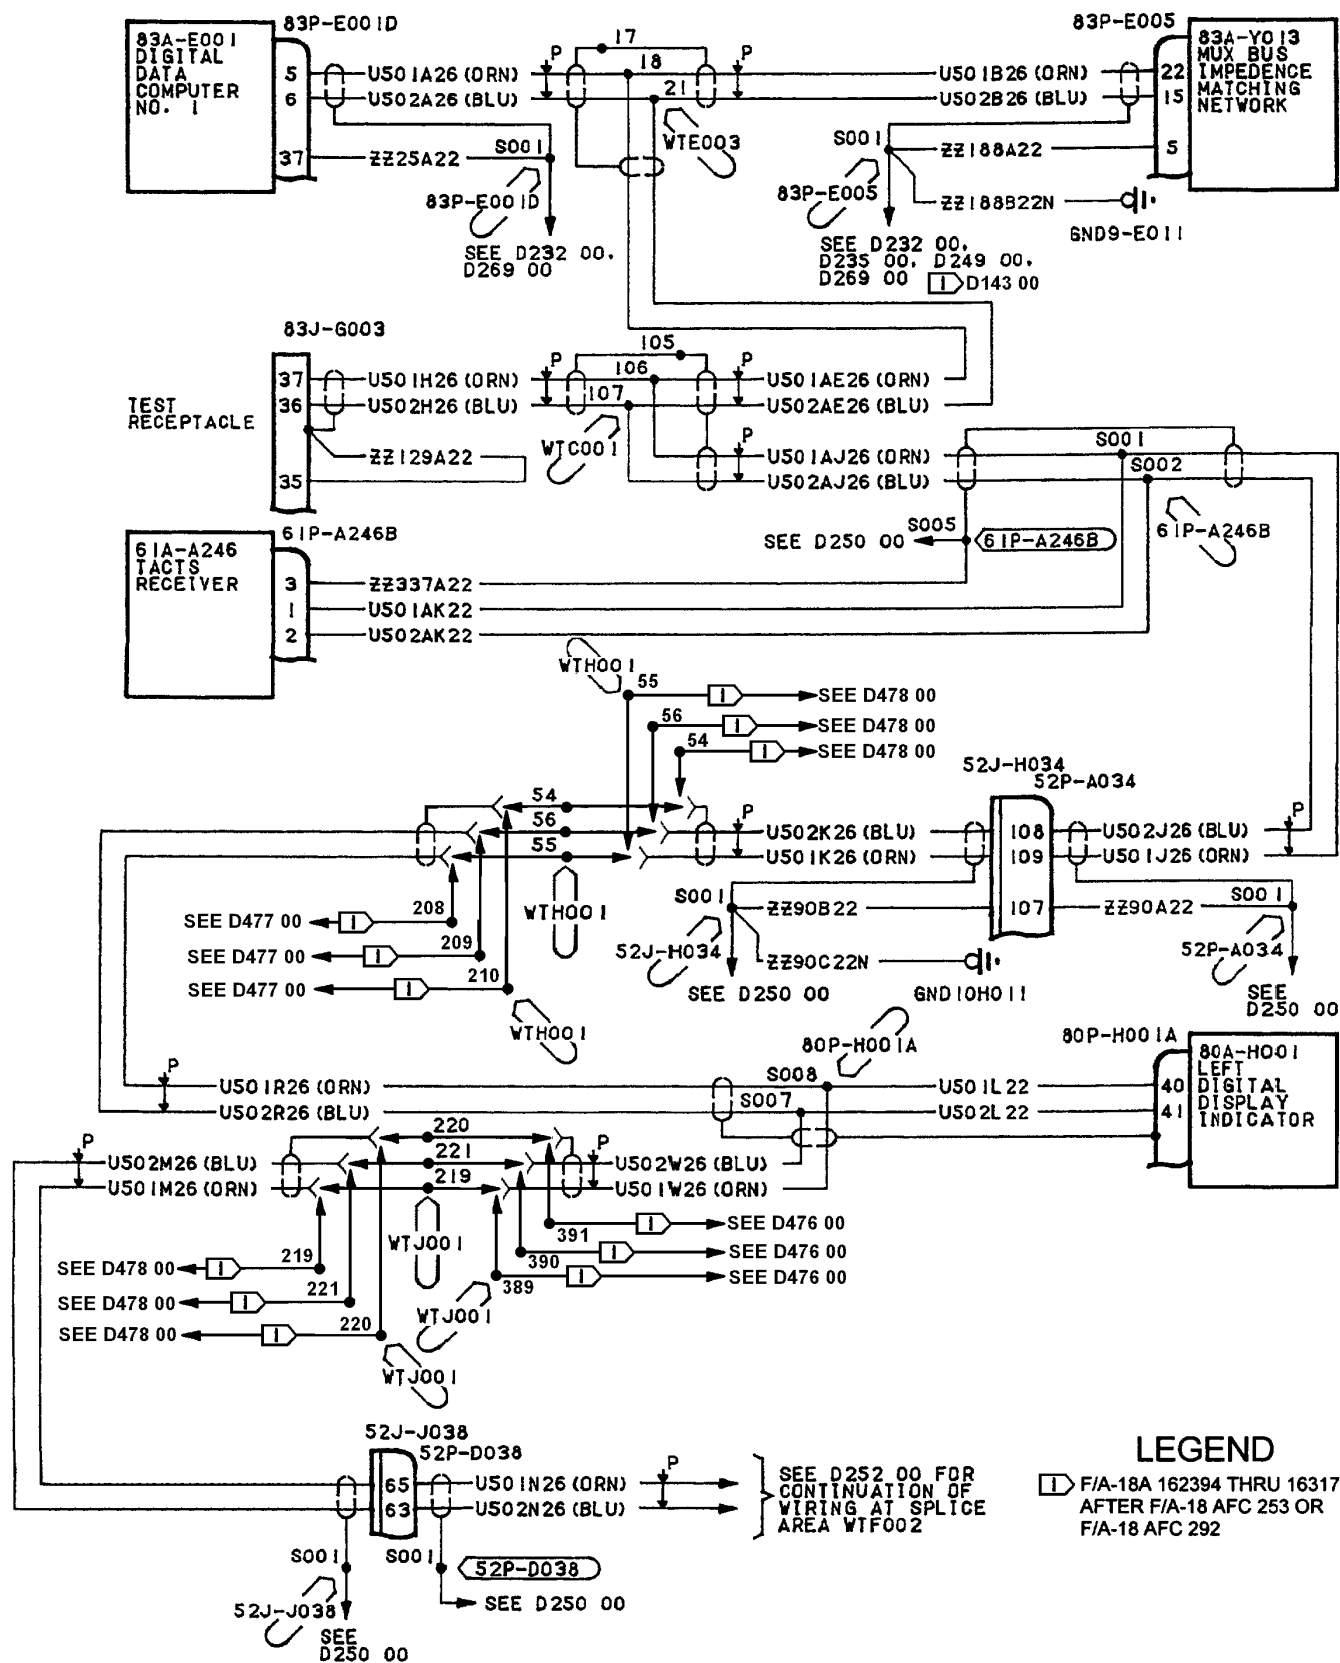 83P-E001D
83A-E001
DIGITAL
DATA
COMPUTER
NO. 1
5
6
37
U501A26 (ORN)
U502A26 (BLU)
ZZ25A22
P
17
18
21
P
S001
83P-E001D
SEE D232 00,
D269 00
WTE003
83P-E005
83A-Y013
MUX BUS
IMPEDENCE
MATCHING
NETWORK
22
15
5
U501B26 (ORN)
U502B26 (BLU)
S001
ZZ188A22
ZZ188B22N
83P-E005
GND9-E011
SEE D232 00,
D235 00, D249 00,
D269 00
1 D143 00
83J-G003
TEST
RECEPTACLE
37
36
35
U501H26 (ORN)
U502H26 (BLU)
ZZ129A22
P
105
106
107
P
U501AE26 (ORN)
U502AE26 (BLU)
WTC001
P
U501AJ26 (ORN)
U502AJ26 (BLU)
S001
S002
S005
SEE D250 00
61P-A246B
61P-A246B
61P-A246B
61A-A246
TACTS
RECEIVER
3
1
2
ZZ337A22
U501AK22
U502AK22
WTH001
55
1
SEE D478 00
56
1
SEE D478 00
54
1
SEE D478 00
52J-H034
52P-A034
54
56
55
P
U502K26 (BLU)
U501K26 (ORN)
108
109
107
U502J26 (BLU)
U501J26 (ORN)
P
S001
ZZ90B22
ZZ90A22
S001
WTH001
SEE D477 00
1
208
SEE D477 00
1
209
SEE D477 00
1
210
WTH001
52J-H034
ZZ90C22N
SEE D250 00
GND10H011
52P-A034
SEE
D250 00
80P-H001A
80P-H001A
80A-H001
LEFT
DIGITAL
DISPLAY
INDICATOR
40
41
P
U501R26 (ORN)
U502R26 (BLU)
S008
S007
U501L22
U502L22
P
U502M26 (BLU)
U501M26 (ORN)
220
221
219
P
U502W26 (BLU)
U501W26 (ORN)
391
1
SEE D476 00
390
1
SEE D476 00
389
1
SEE D476 00
WTJ001
SEE D478 00
1
219
SEE D478 00
1
221
SEE D478 00
1
220
WTJ001
WTJ001
52J-J038
52P-D038
65
63
U501N26 (ORN)
U502N26 (BLU)
P
SEE D252 00 FOR
CONTINUATION OF
WIRING AT SPLICE
AREA WTF002
S001
S001
52P-D038
52J-J038
SEE D250 00
SEE
D250 00
LEGEND
1 F/A-18A 162394 THRU 16317
AFTER F/A-18 AFC 253 OR
F/A-18 AFC 292